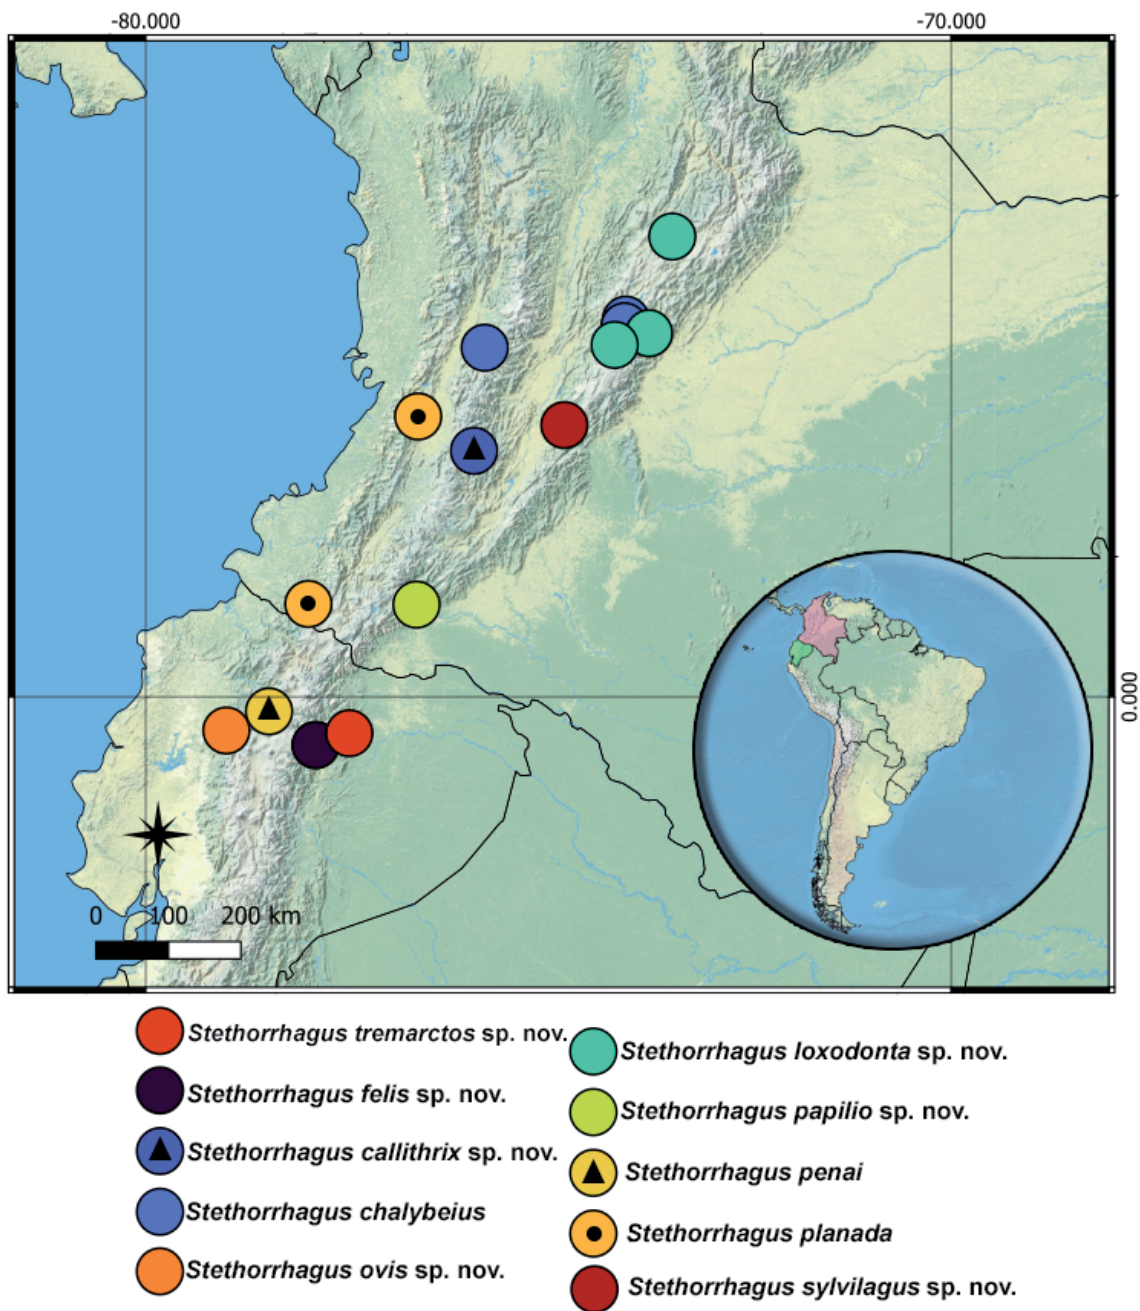 -80.000
-70.000
0.000
0 100 200 km
Stethorrhagus tremarctos sp. nov.
Stethorrhagus felis sp. nov.
Stethorrhagus callithrix sp. nov.
Stethorrhagus chalybeius
Stethorrhagus ovis sp. nov.
Stethorrhagus loxodonta sp. nov.
Stethorrhagus papilio sp. nov.
Stethorrhagus penai
Stethorrhagus planada
Stethorrhagus sylvilagus sp. nov.